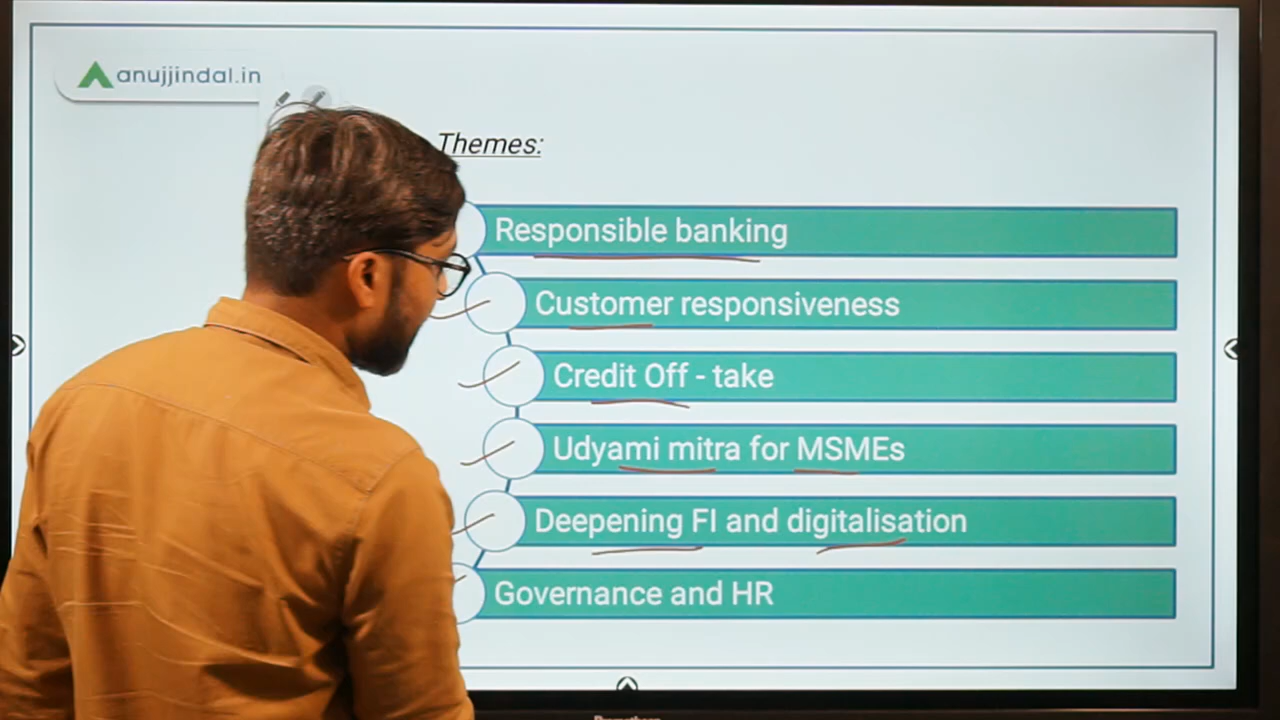 anujjindal.in
Themes:
Responsible banking
Customer responsiveness
Credit Off - take
Udyami mitra for MSMEs
Deepening FI and digitalisation
Governance and HR